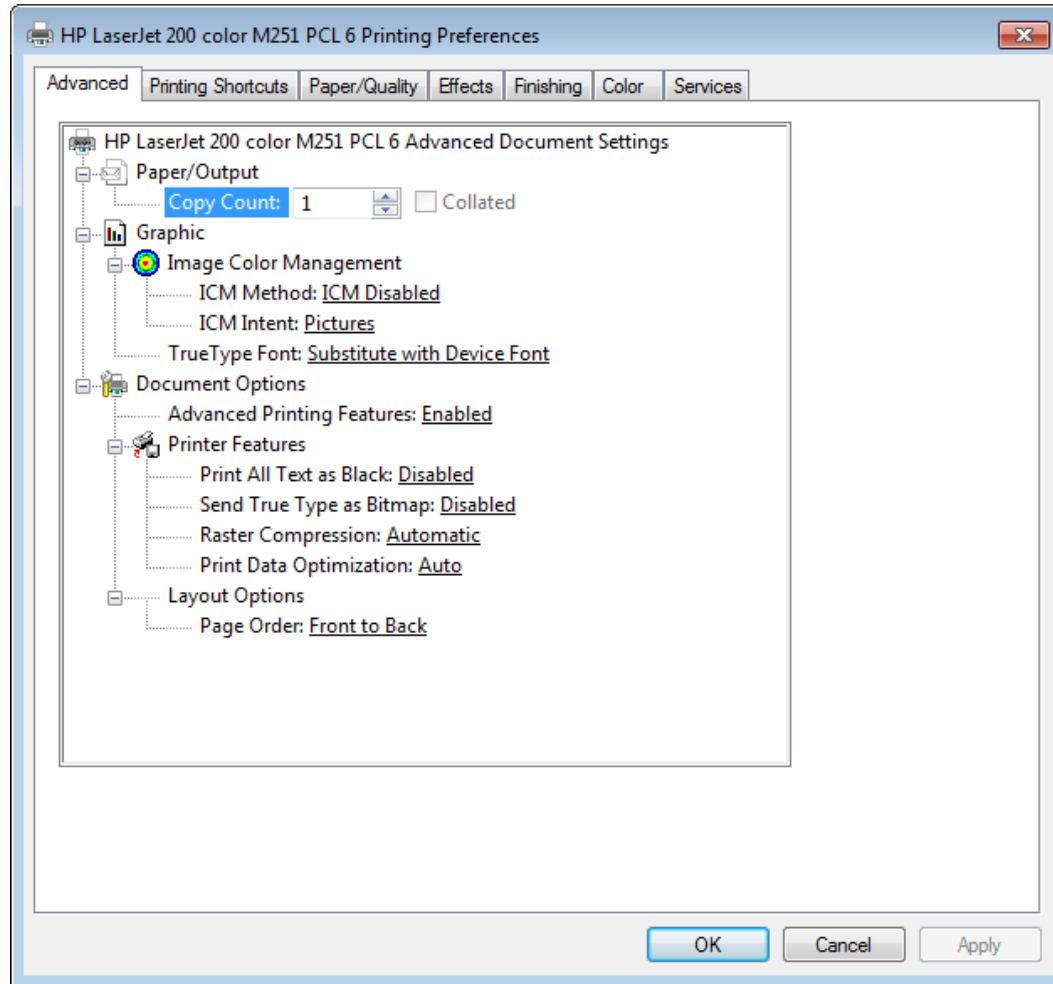 HP LaserJet 200 color M251 PCL 6 Printing Preferences
Advanced Printing Shortcuts Paper/Quality Effects Finishing Color Services
HP LaserJet 200 color M251 PCL 6 Advanced Document Settings
Paper/Output
Copy Count: 1 Collated
Graphic
Image Color Management
ICM Method: ICM Disabled
ICM Intent: Pictures
TrueType Font: Substitute with Device Font
Document Options
Advanced Printing Features: Enabled
Printer Features
Print All Text as Black: Disabled
Send True Type as Bitmap: Disabled
Raster Compression: Automatic
Print Data Optimization: Auto
Layout Options
Page Order: Front to Back
OK Cancel Apply